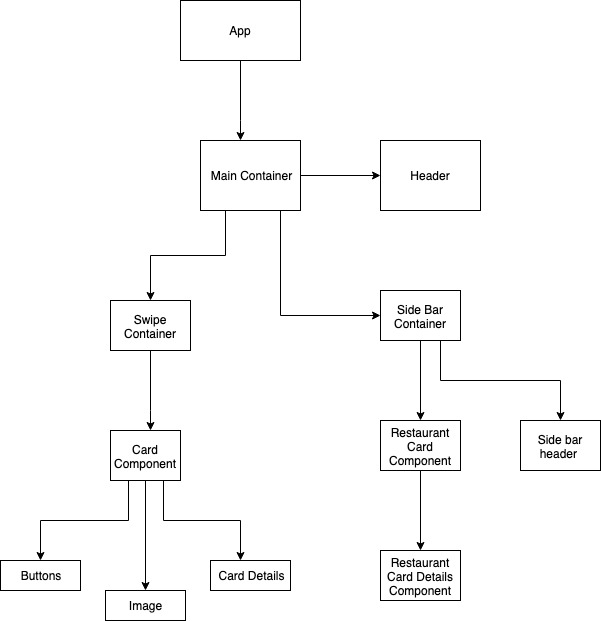 App
Main Container
Header
Swipe
Container
Side Bar
Container
Card
Component
Restaurant
Card
Component
Side bar
header
Buttons
Image
Card Details
Restaurant
Card Details
Component